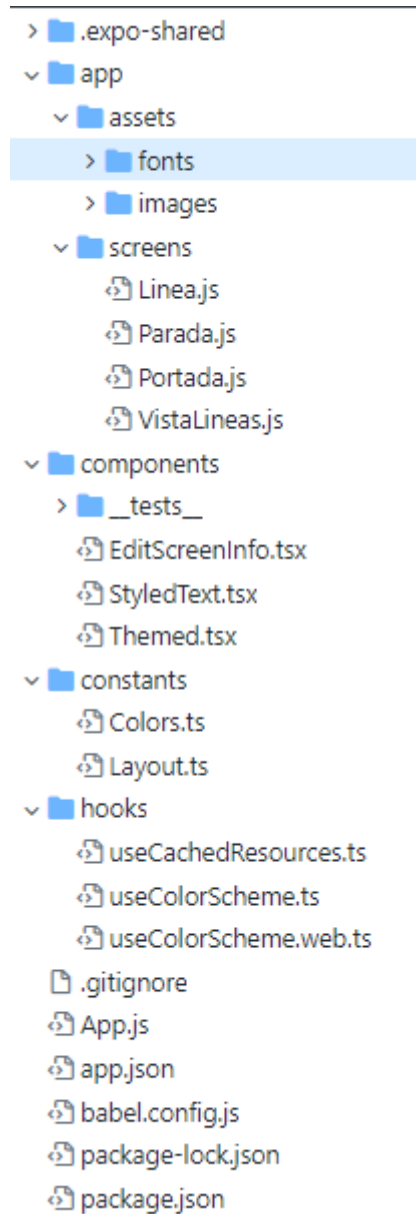 .expo-shared
app
assets
fonts
images
screens
Linea.js
Parada.js
Portada.js
VistaLineas.js
components
__tests__
EditScreenInfo.tsx
StyledText.tsx
Themed.tsx
constants
Colors.ts
Layout.ts
hooks
useCachedResources.ts
useColorScheme.ts
useColorScheme.web.ts
.gitignore
App.js
app.json
babel.config.js
package-lock.json
package.json